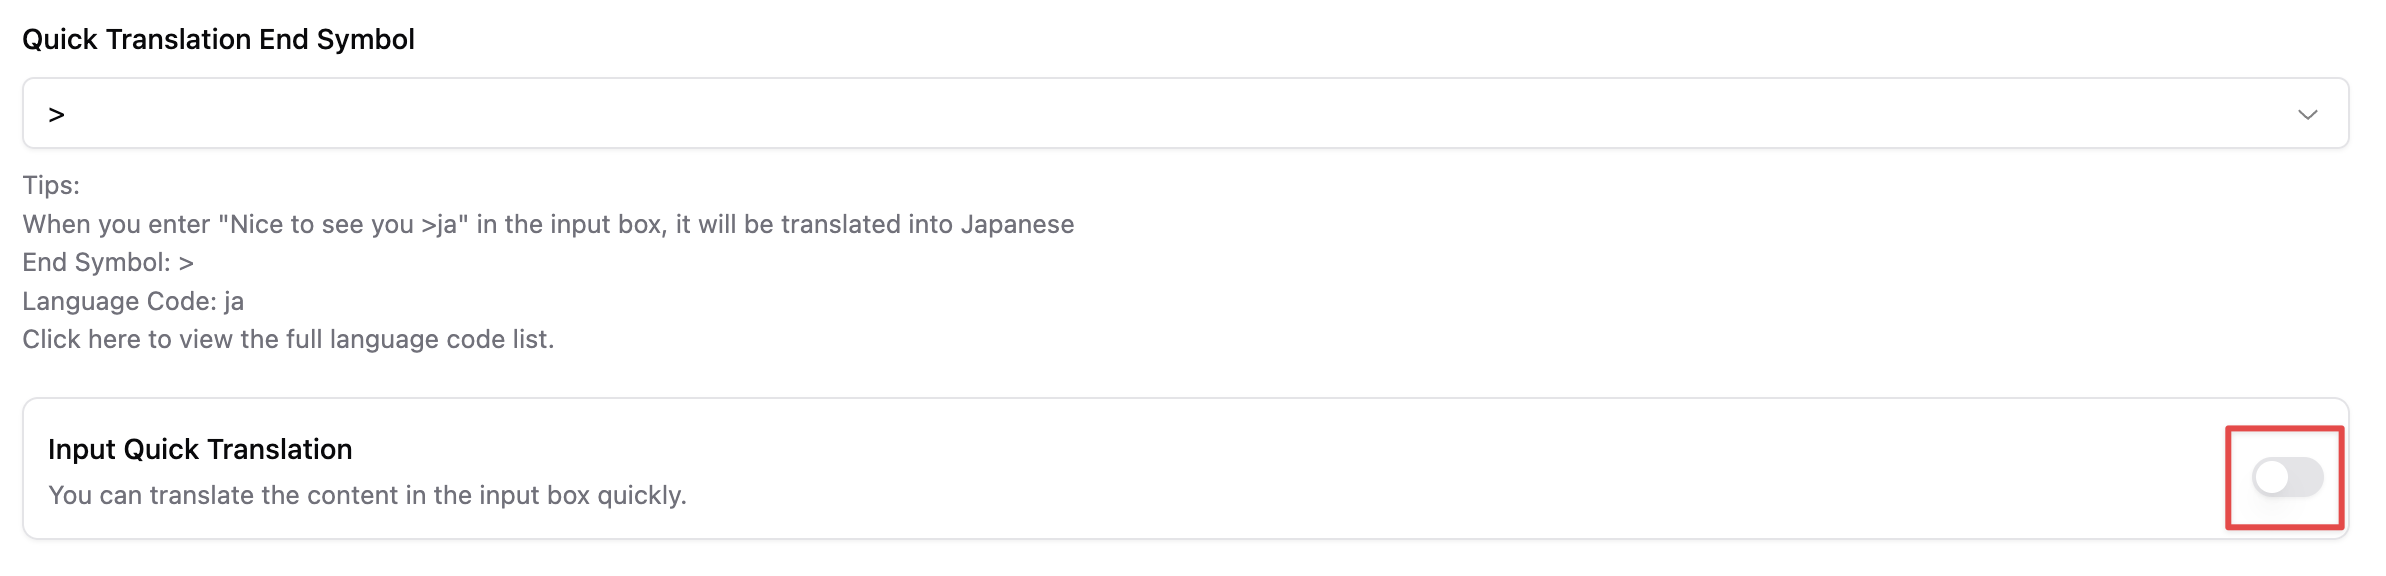 Quick Translation End Symbol
>
Tips:
When you enter "Nice to see you >ja" in the input box, it will be translated into Japanese
End Symbol: >
Language Code: ja
Click here to view the full language code list.
Input Quick Translation
You can translate the content in the input box quickly.